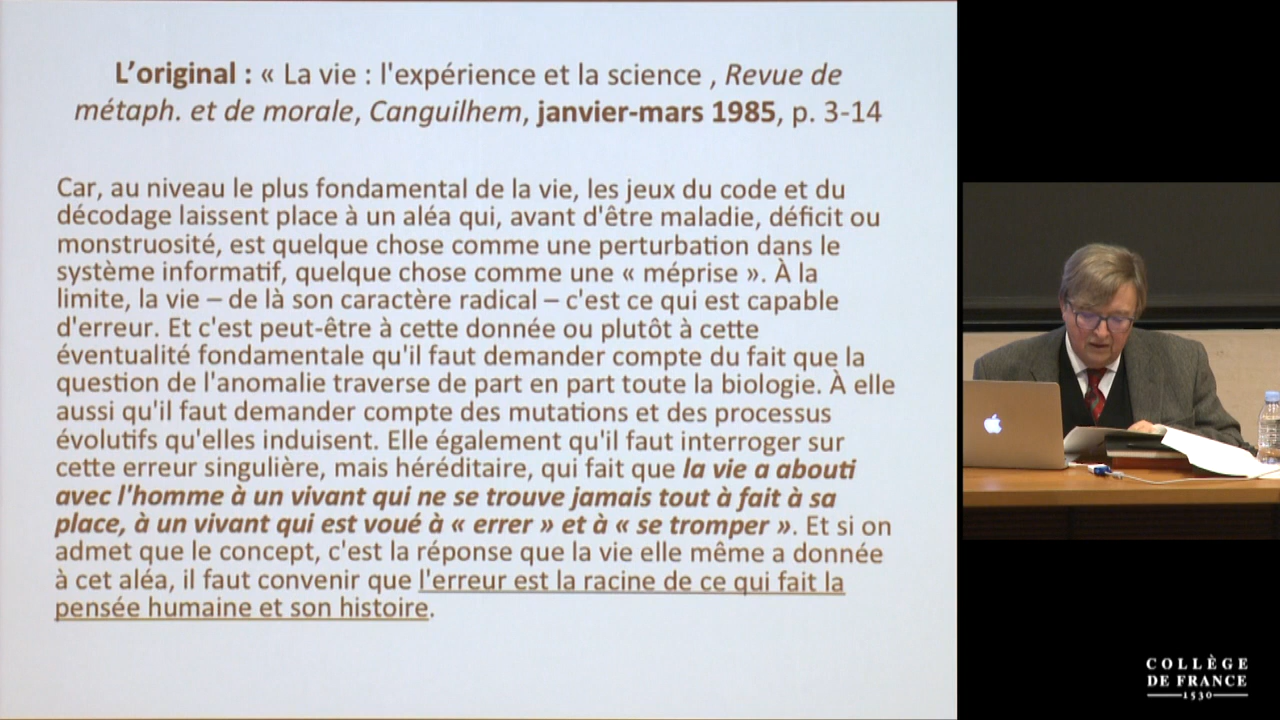 L'original : « La vie : l'expérience et la science , Revue de
métaph. et de morale, Canguilhem, janvier-mars 1985, p. 3-14
Car, au niveau le plus fondamental de la vie, les jeux du code et du
décodage laissent place à un aléa qui, avant d'être maladie, déficit ou
monstruosité, est quelque chose comme une perturbation dans le
système informatif, quelque chose comme une « méprise ». À la
limite, la vie – de là son caractère radical – c'est ce qui est capable
d'erreur. Et c'est peut-être à cette donnée ou plutôt à cette
éventualité fondamentale qu'il faut demander compte du fait que la
question de l'anomalie traverse de part en part toute la biologie. À elle
aussi qu'il faut demander compte des mutations et des processus
évolutifs qu'elles induisent. Elle également qu'il faut interroger sur
cette erreur singulière, mais héréditaire, qui fait que la vie a abouti
avec l'homme à un vivant qui ne se trouve jamais tout à fait à sa
place, à un vivant qui est voué à « errer » et à « se tromper ». Et si on
admet que le concept, c'est la réponse que la vie elle même a donnée
à cet aléa, il faut convenir que l'erreur est la racine de ce qui fait la
pensée humaine et son histoire.
COLLÈGE
DE FRANCE
1530